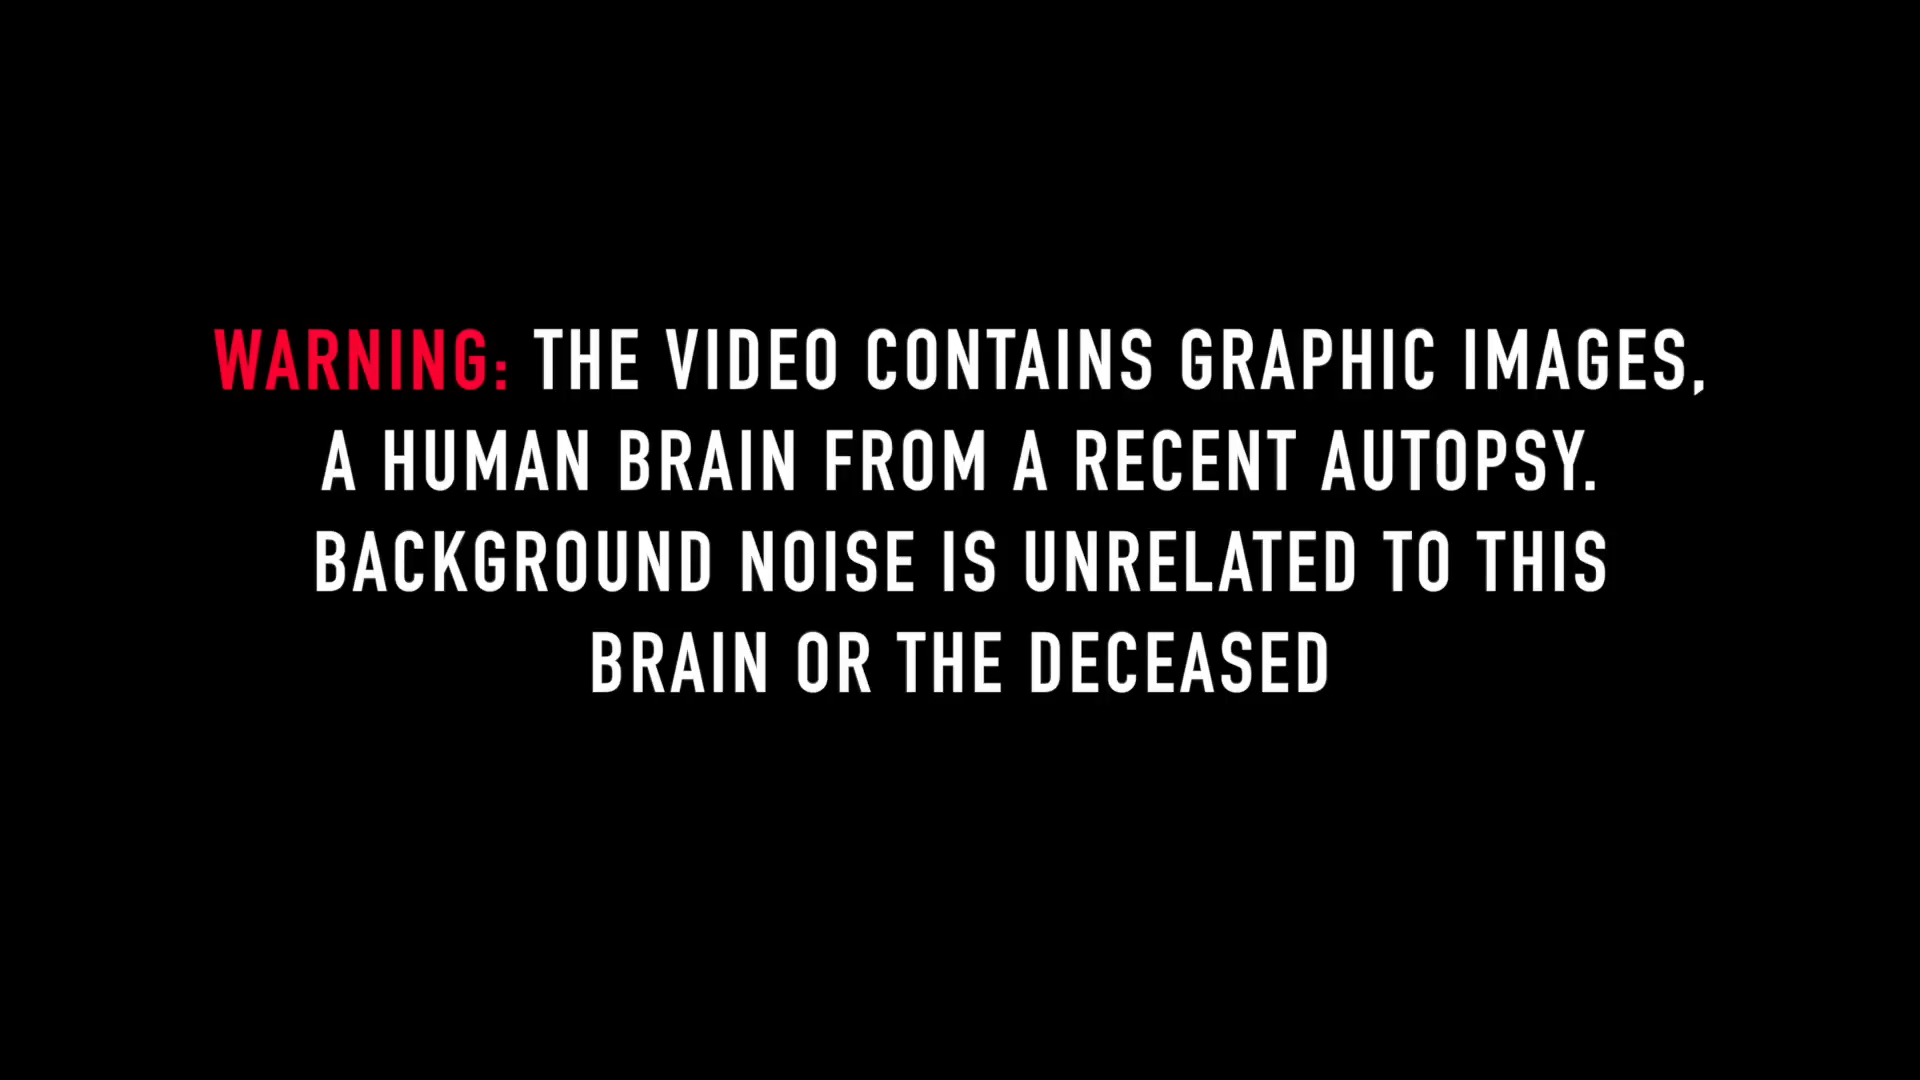 WARNING: THE VIDEO CONTAINS GRAPHIC IMAGES,
A HUMAN BRAIN FROM A RECENT AUTOPSY.
BACKGROUND NOISE IS UNRELATED TO THIS
BRAIN OR THE DECEASED